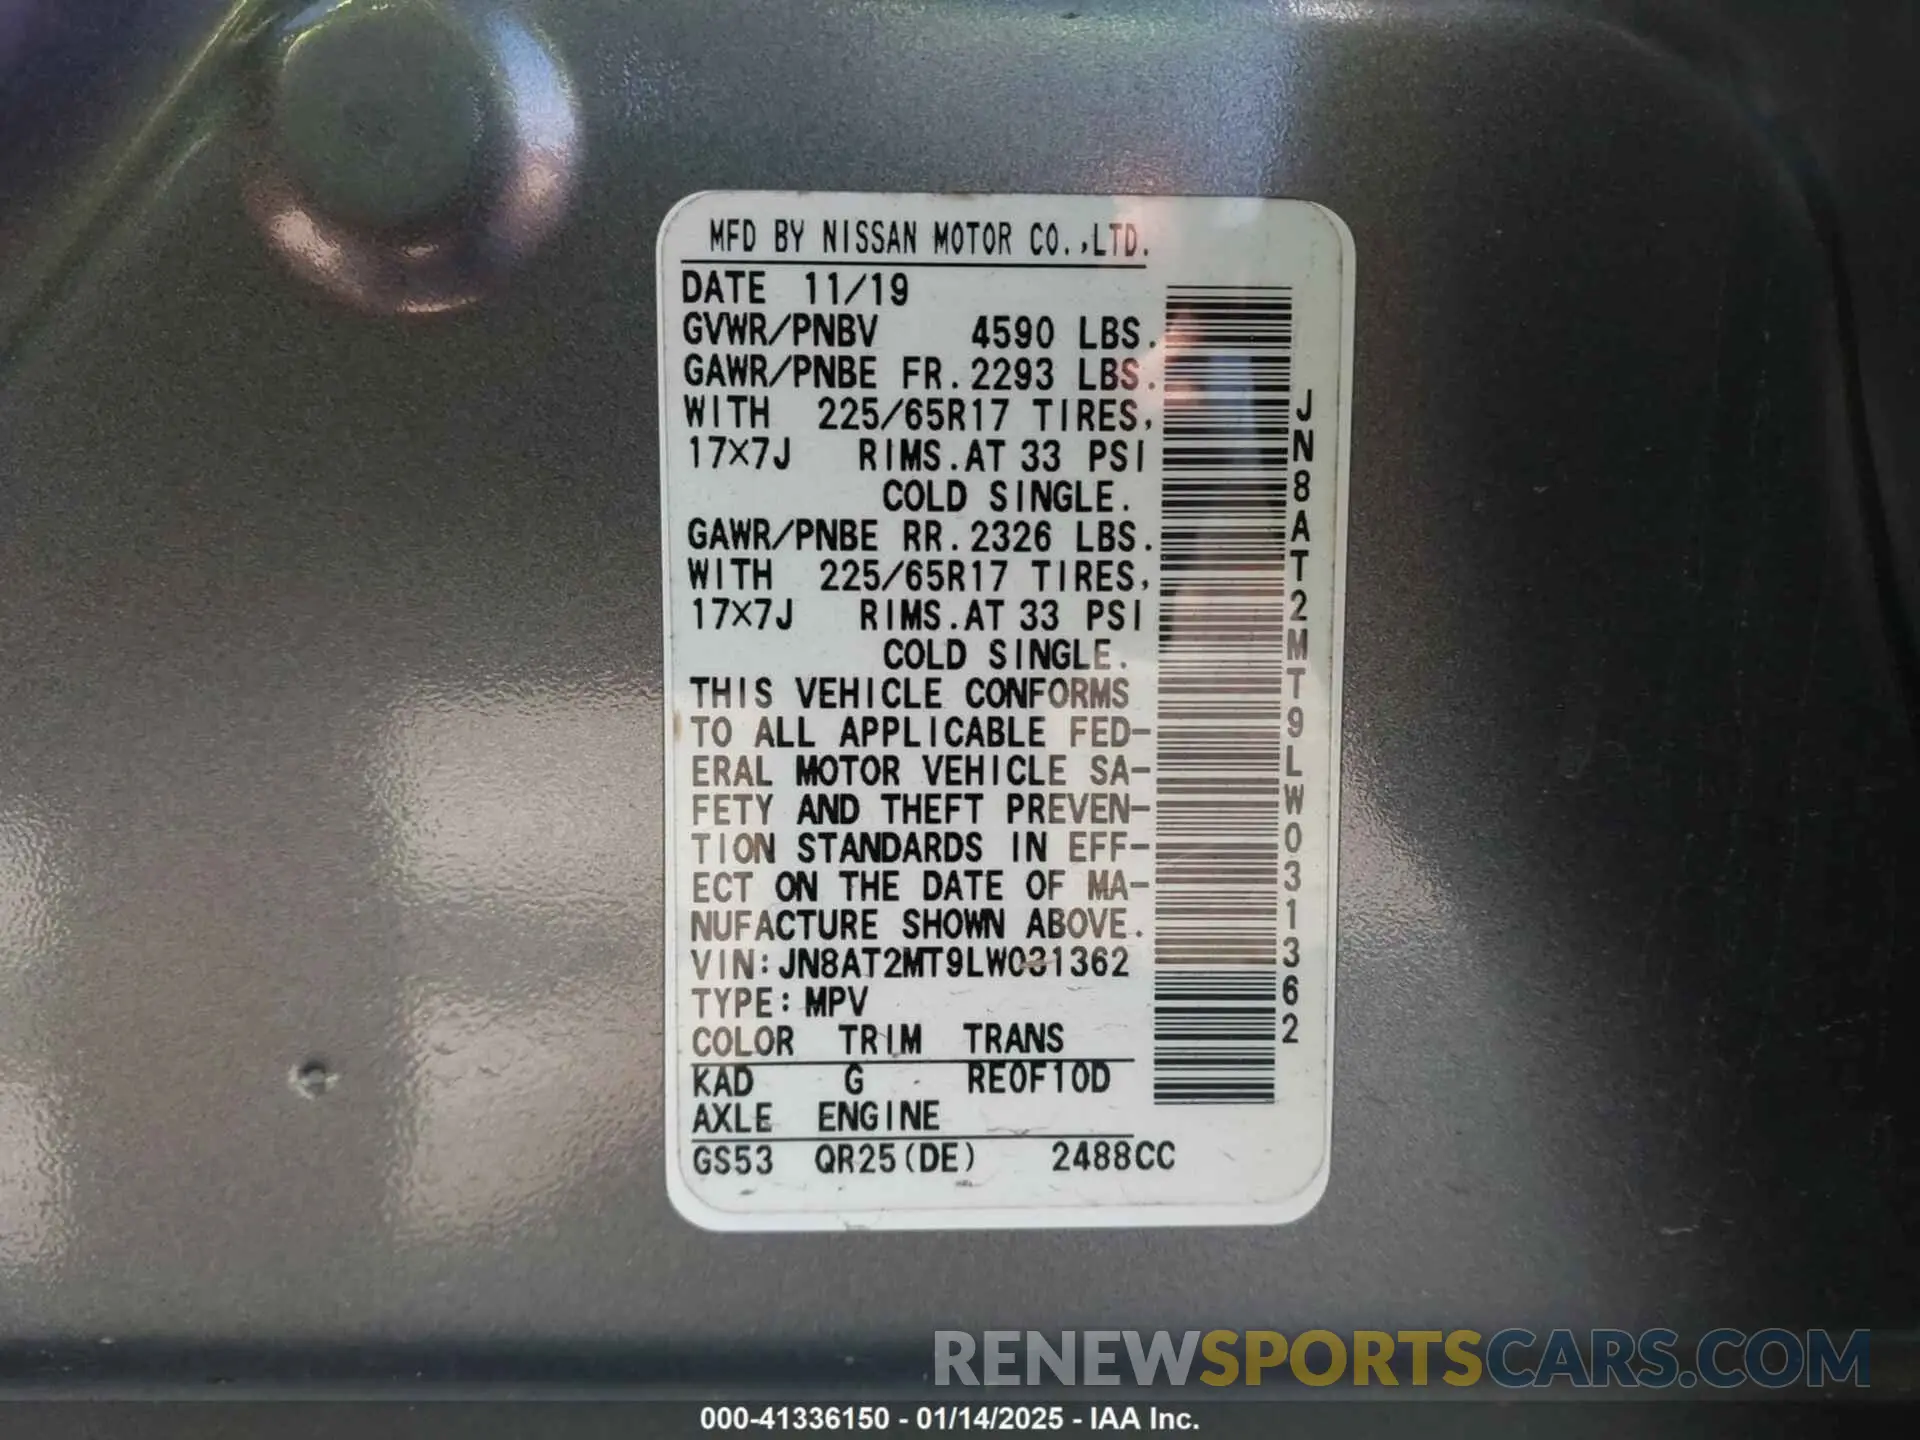 MFD BY NISSAN MOTOR CO.,LTD.
DATE 11/19
GVWR/PNBV 4590 LBS.
GAWR/PNBE FR.2293 LBS.
WITH 225/65R17 TIRES,
17×7J RIMS.AT 33 PSI
COLD SINGLE.
GAWR/PNBE RR.2326 LBS.
WITH 225/65R17 TIRES,
17×7J RIMS.AT 33 PSI
COLD SINGLE.
THIS VEHICLE CONFORMS
TO ALL APPLICABLE FED-
ERAL MOTOR VEHICLE SA-
FETY AND THEFT PREVEN-
TION STANDARDS IN EFF-
ECT ON THE DATE OF MA-
NUFACTURE SHOWN ABOVE.
VIN:JN8AT2MT9LW031362
TYPE:MPV
COLOR TRIM TRANS
KAD G RE0F10D
AXLE ENGINE
GS53 QR25(DE) 2488CC
JN8AT2MT9LW031362
RENEWSPORTSCARS.COM
000-41336150 - 01/14/2025 - IAA Inc.